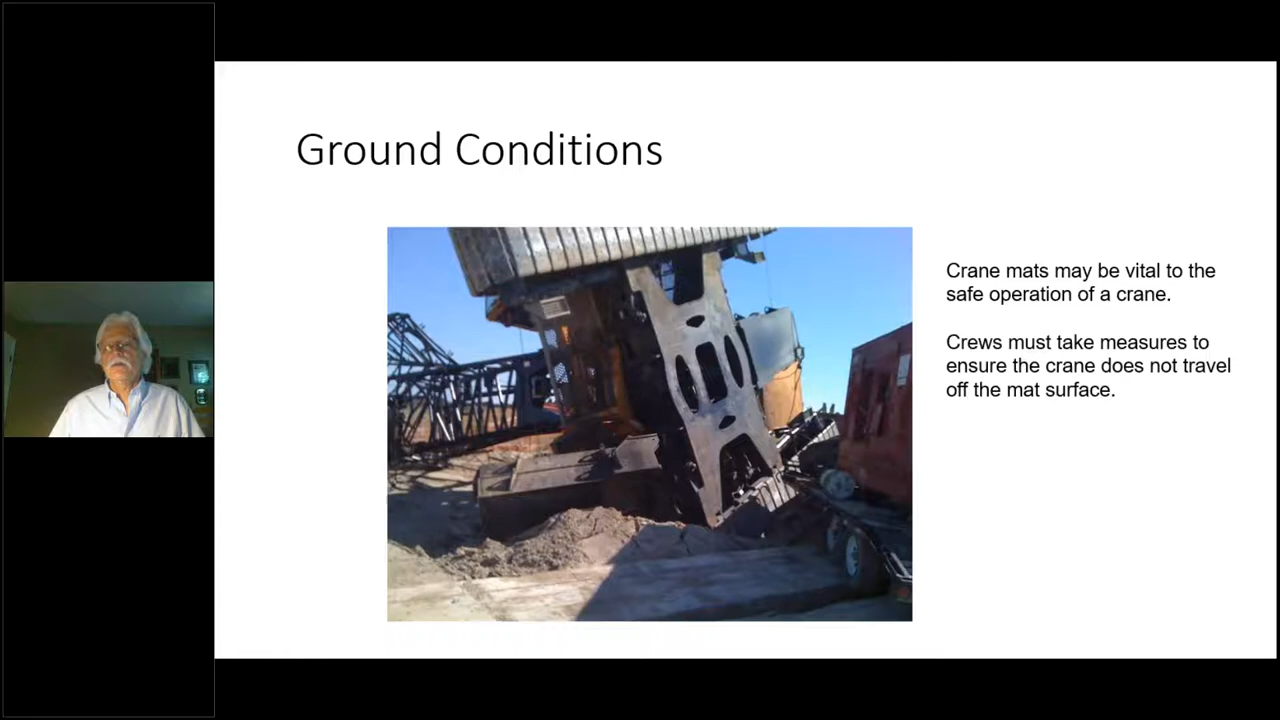 Ground Conditions
Crane mats may be vital to the
safe operation of a crane.
Crews must take measures to
ensure the crane does not travel
off the mat surface.